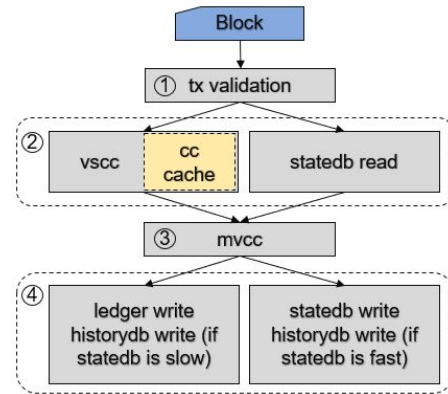 Block
① tx validation
②
vscc
cc
cache
statedb read
③ mvcc
④
ledger write
historydb write (if
statedb is slow)
statedb write
historydb write (if
statedb is fast)